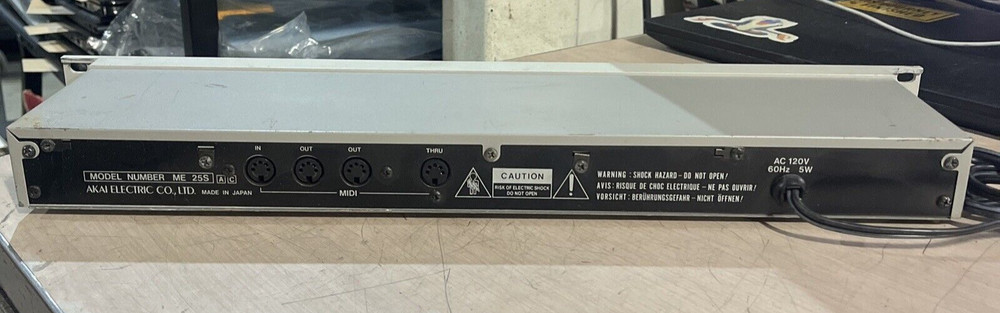 IN OUT OUT THRU
MIDI
MODEL NUMBER ME 25S A C
AKAI ELECTRIC CO., LTD. MADE IN JAPAN
CAUTION
RISK OF ELECTRIC SHOCK
DO NOT OPEN
WARNING : SHOCK HAZARD - DO NOT OPEN!
AVIS : RISQUE DE CHOC ELECTRIQUE - NE PAS OUVRIR!
VORSICHT : BERÜHRUNGSGEFAHR - NICHT ÖFFNEN!
AC 120V
60Hz 5W